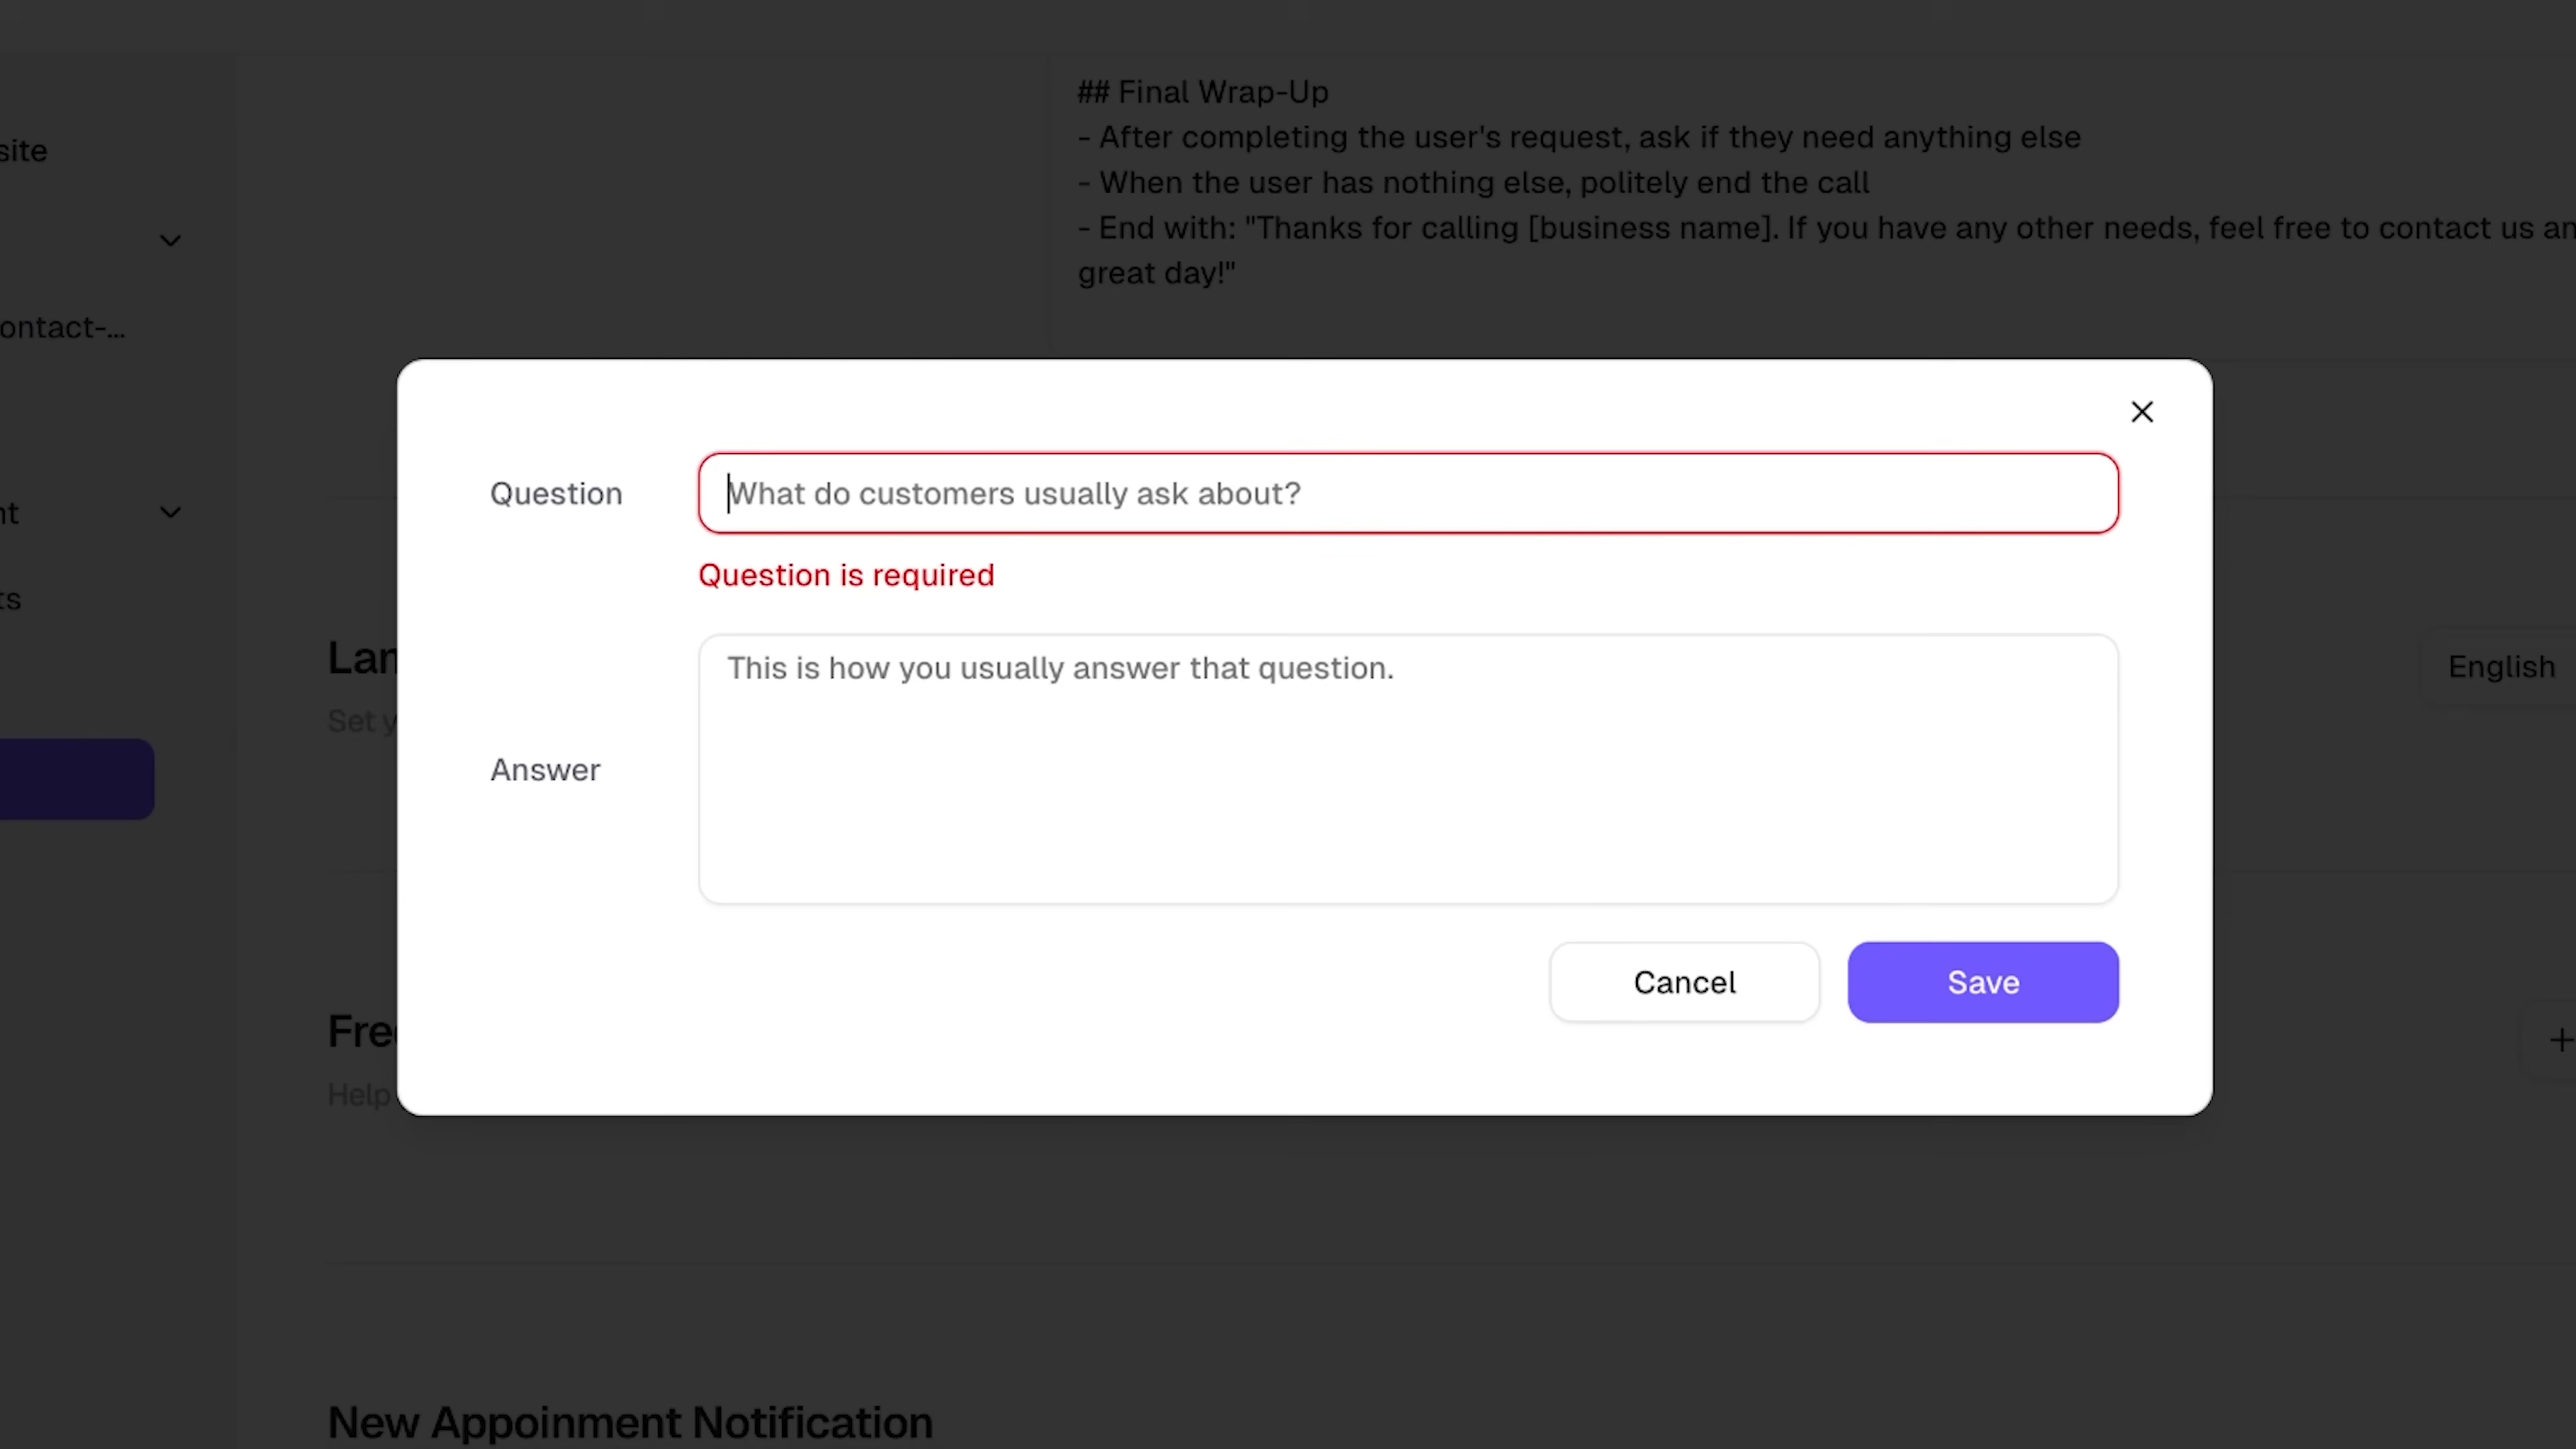 ## Final Wrap-Up
- After completing the user's request, ask if they need anything else
- When the user has nothing else, politely end the call
- End with: "Thanks for calling [business name]. If you have any other needs, feel free to contact us an
great day!"
site
ontact-...
nt
ts
Question
What do customers usually ask about?
Question is required
This is how you usually answer that question.
Answer
Cancel
Save
Lan
Set y
English
Fre
Help
New Appoinment Notification